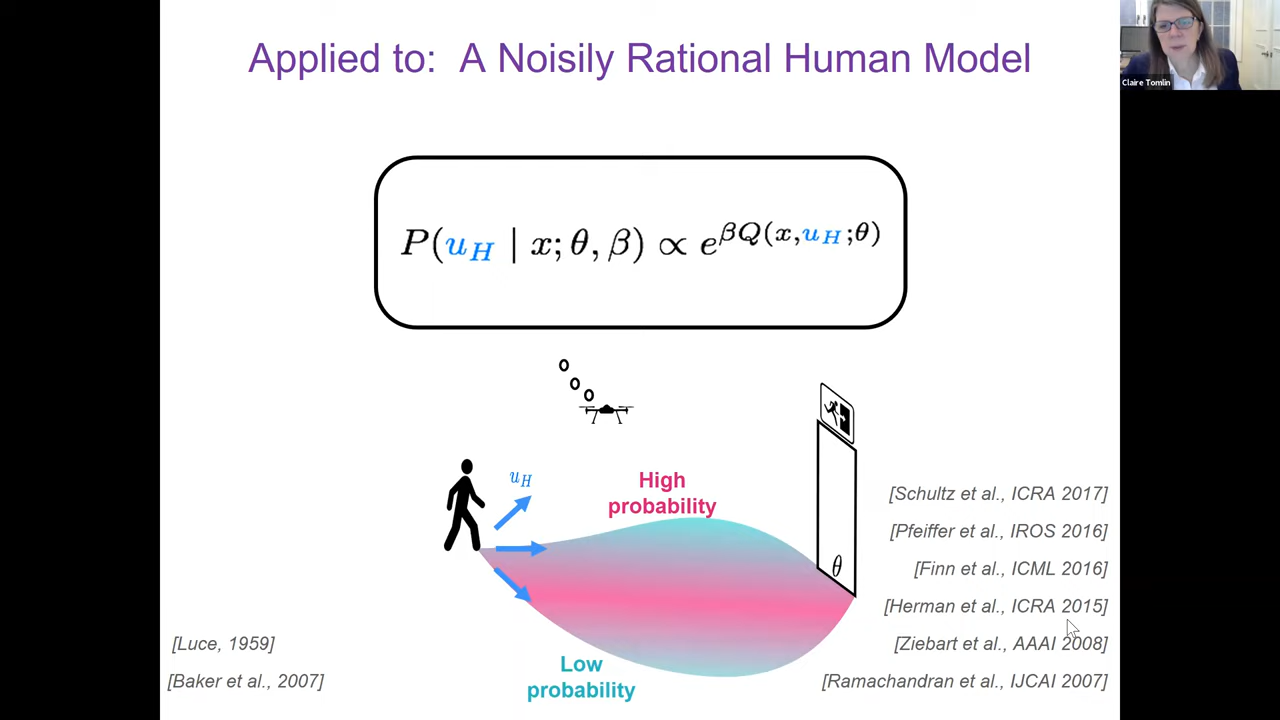 Applied to:  A Noisily Rational Human Model
Claire Tomlin
P(u_H | x; θ, β) ∝ e^{βQ(x,u_H;θ)}
u_H
High
probability
θ
Low
probability
[Luce, 1959]
[Baker et al., 2007]
[Schultz et al., ICRA 2017]
[Pfeiffer et al., IROS 2016]
[Finn et al., ICML 2016]
[Herman et al., ICRA 2015]
[Ziebart et al., AAAI 2008]
[Ramachandran et al., IJCAI 2007]